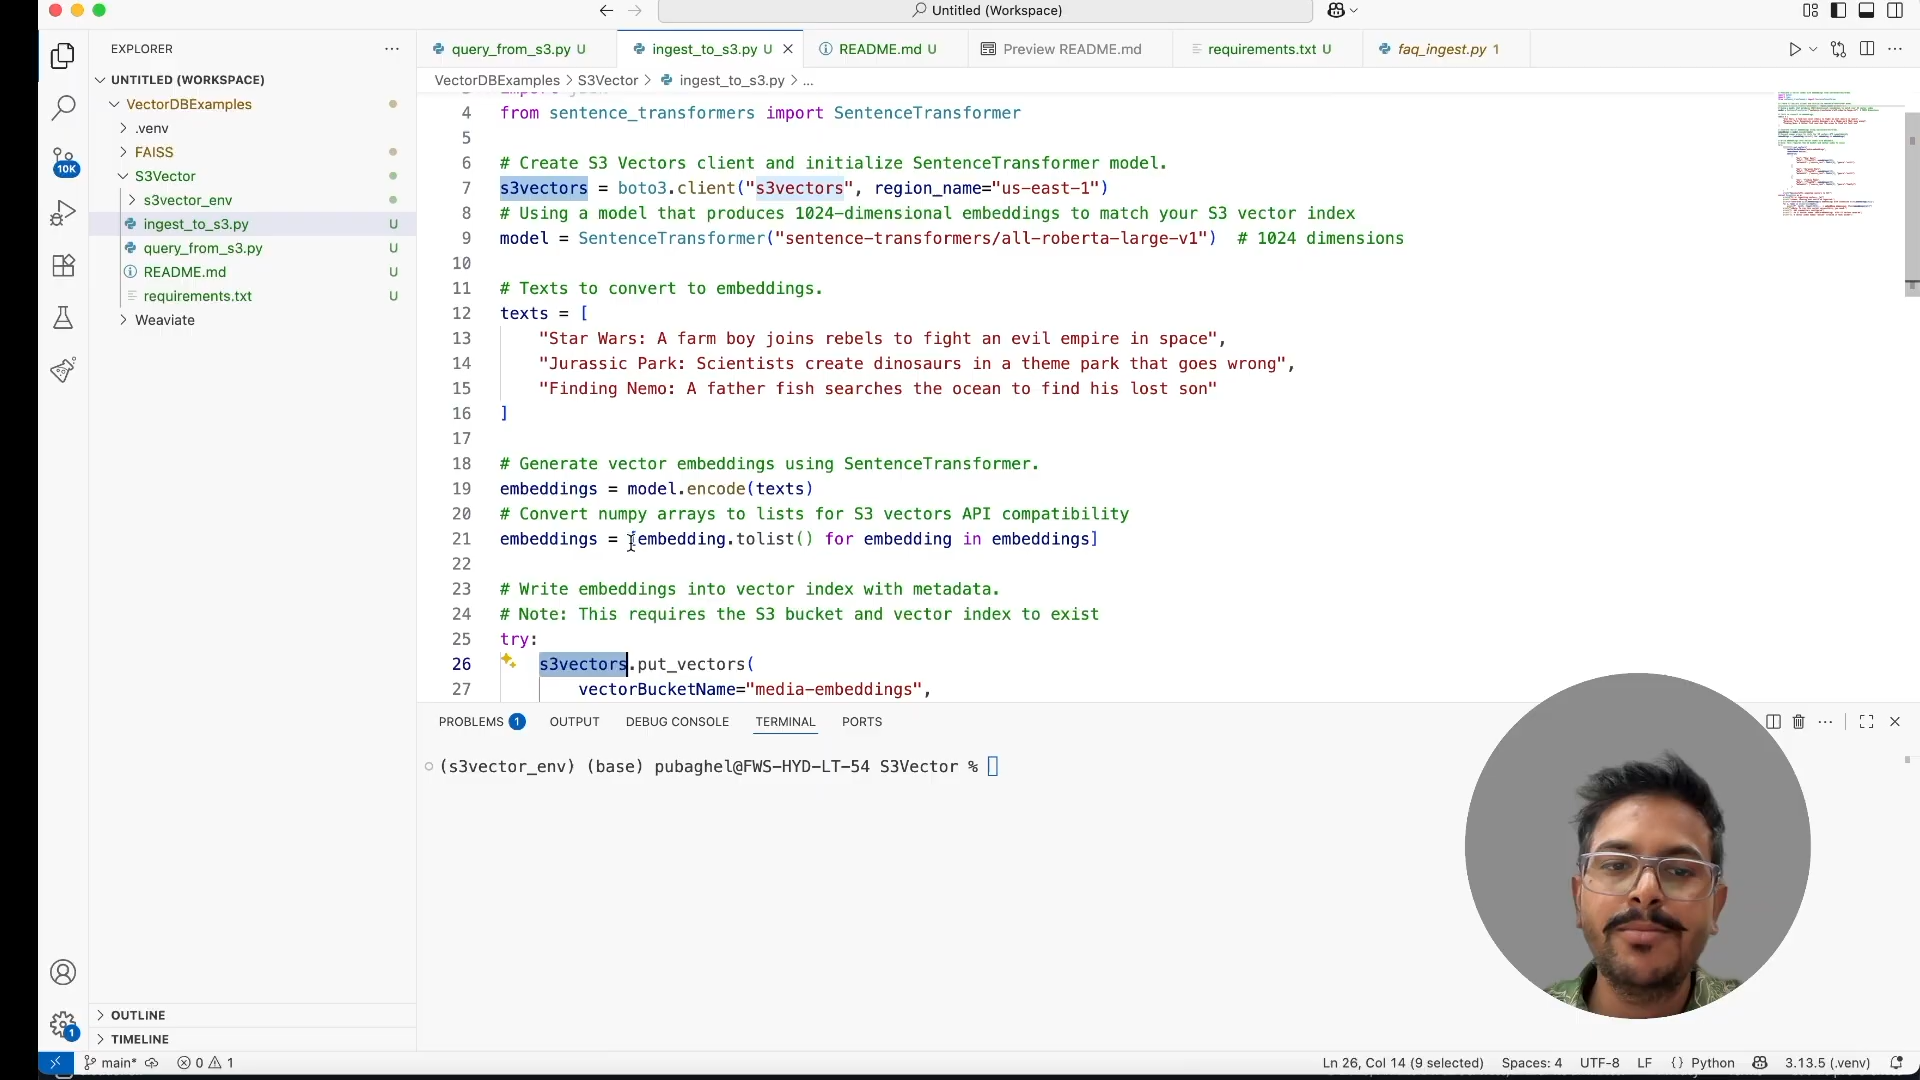 Untitled (Workspace)
EXPLORER
query_from_s3.py U
ingest_to_s3.py U
README.md U
Preview README.md
requirements.txt U
faq_ingest.py 1
UNTITLED (WORKSPACE)
VectorDBExamples > S3Vector > ingest_to_s3.py > ...
VectorDBExamples
.venv
FAISS
S3Vector
s3vector_env
ingest_to_s3.py U
query_from_s3.py U
README.md U
requirements.txt U
Weaviate
10K
4 from sentence_transformers import SentenceTransformer
5
6 # Create S3 Vectors client and initialize SentenceTransformer model.
7 s3vectors = boto3.client("s3vectors", region_name="us-east-1")
8 # Using a model that produces 1024-dimensional embeddings to match your S3 vector index
9 model = SentenceTransformer("sentence-transformers/all-roberta-large-v1")  # 1024 dimensions
10
11 # Texts to convert to embeddings.
12 texts = [
13 "Star Wars: A farm boy joins rebels to fight an evil empire in space",
14 "Jurassic Park: Scientists create dinosaurs in a theme park that goes wrong",
15 "Finding Nemo: A father fish searches the ocean to find his lost son"
16 ]
17
18 # Generate vector embeddings using SentenceTransformer.
19 embeddings = model.encode(texts)
20 # Convert numpy arrays to lists for S3 vectors API compatibility
21 embeddings = [embedding.tolist() for embedding in embeddings]
22
23 # Write embeddings into vector index with metadata.
24 # Note: This requires the S3 bucket and vector index to exist
25 try:
26 s3vectors.put_vectors(
27 vectorBucketName="media-embeddings",
PROBLEMS 1 OUTPUT DEBUG CONSOLE TERMINAL PORTS
(s3vector_env) (base) pubaghel@FWS-HYD-LT-54 S3Vector %
OUTLINE
TIMELINE
1
main* 0 1
Ln 26, Col 14 (9 selected) Spaces: 4 UTF-8 LF {} Python 3.13.5 (.venv)